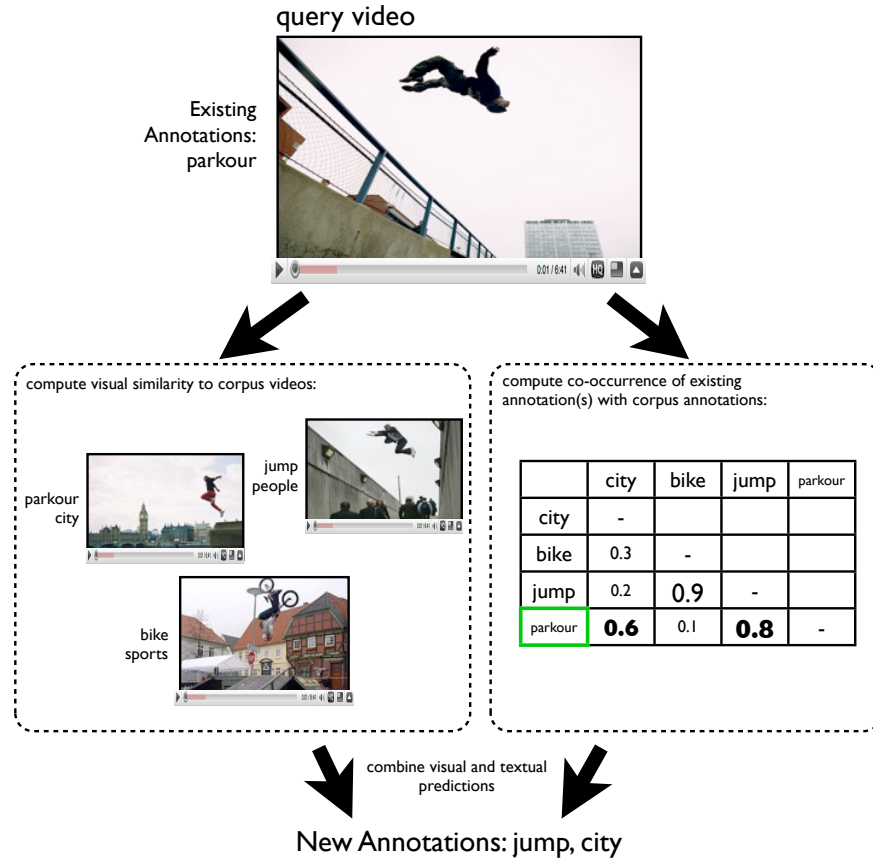 query video
Existing
Annotations:
parkour
0:01 / 6:41 HQ
compute visual similarity to corpus videos:
parkour
city
jump
people
bike
sports
compute co-occurrence of existing
annotation(s) with corpus annotations:
city bike jump parkour
city -
bike 0.3 -
jump 0.2 0.9 -
parkour 0.6 0.1 0.8 -
combine visual and textual
predictions
New Annotations: jump, city